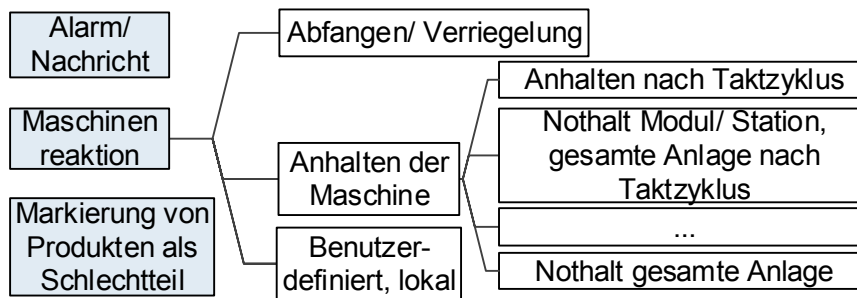 Alarm/
Nachricht
Maschinen
reaktion
Markierung von
Produkten als
Schlechtteil
Abfangen/ Verriegelung
Anhalten der
Maschine
Benutzer-
definiert, lokal
Anhalten nach Taktzyklus
Nothalt Modul/ Station,
gesamte Anlage nach
Taktzyklus
...
Nothalt gesamte Anlage